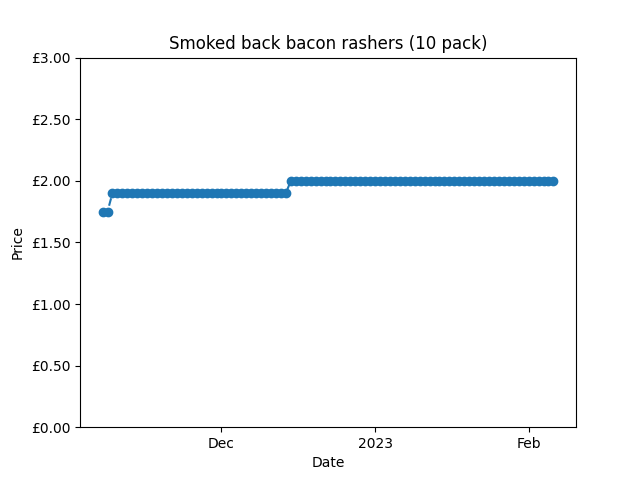 Smoked back bacon rashers (10 pack)
£3.00
£2.50
£2.00
£1.50
£1.00
£0.50
£0.00
Price
Dec
2023
Feb
Date